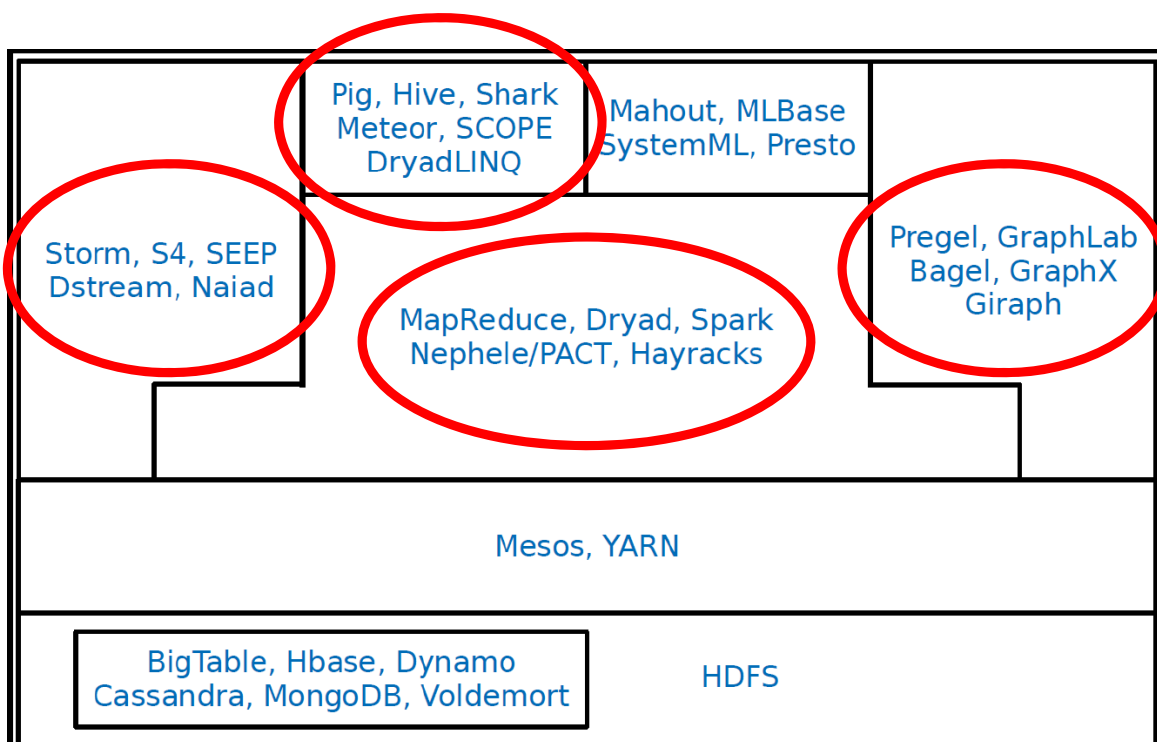 Pig, Hive, Shark
Meteor, SCOPE
DryadLINQ
Mahout, MLBase
SystemML, Presto
Storm, S4, SEEP
Dstream, Naiad
Pregel, GraphLab
Bagel, GraphX
Giraph
MapReduce, Dryad, Spark
Nephele/PACT, Hayracks
Mesos, YARN
BigTable, Hbase, Dynamo
Cassandra, MongoDB, Voldemort
HDFS